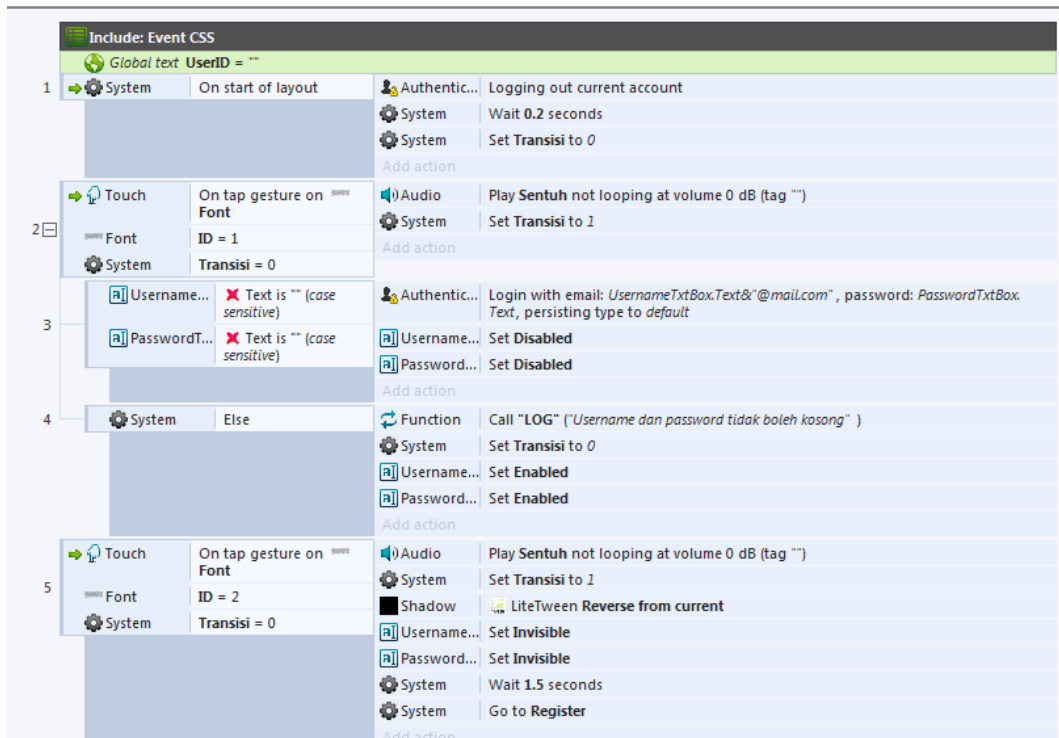 Include: Event CSS
Global text UserID = ""
1 System On start of layout Authentic... Logging out current account
System Wait 0.2 seconds
System Set Transisi to 0
Add action
2 Touch On tap gesture on Font Audio Play Sentuh not looping at volume 0 dB (tag "")
Font ID = 1 System Set Transisi to 1
System Transisi = 0 Add action
3 Username... Text is "" (case sensitive) Authentic... Login with email: UsernameTxtBox.Text&"@mail.com" , password: PasswordTxtBox.
Text, persisting type to default
PasswordT... Text is "" (case sensitive) Username... Set Disabled
Password... Set Disabled
Add action
4 System Else Function Call "LOG" ("Username dan password tidak boleh kosong" )
System Set Transisi to 0
Username... Set Enabled
Password... Set Enabled
Add action
5 Touch On tap gesture on Font Audio Play Sentuh not looping at volume 0 dB (tag "")
Font ID = 2 System Set Transisi to 1
System Transisi = 0 Shadow LiteTween Reverse from current
Username... Set Invisible
Password... Set Invisible
System Wait 1.5 seconds
System Go to Register
Add action